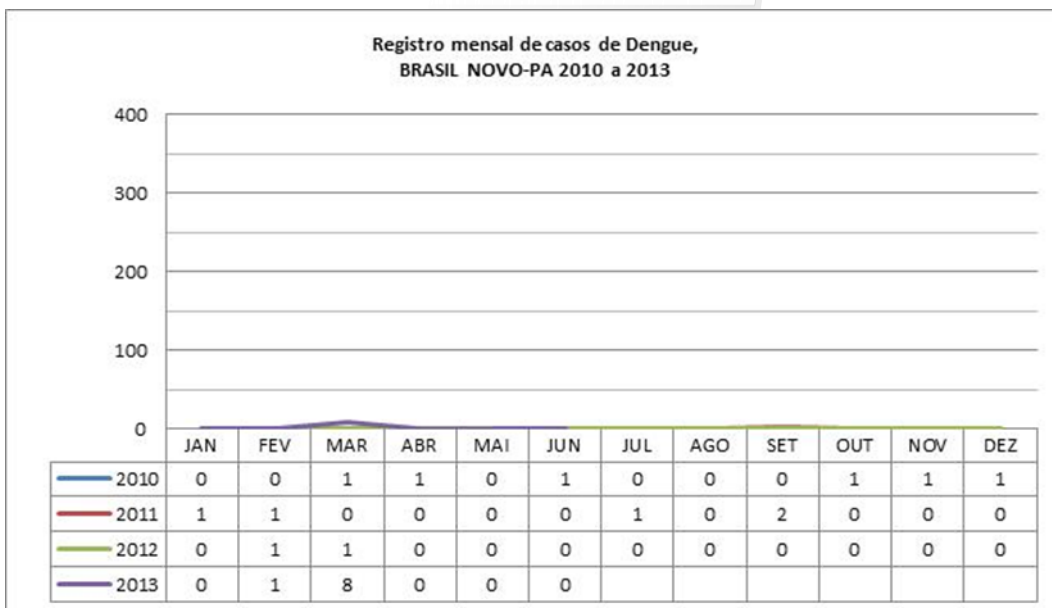 Registro mensal de casos de Dengue,
BRASIL NOVO-PA 2010 a 2013
400
300
200
100
0
JAN FEV MAR ABR MAI JUN JUL AGO SET OUT NOV DEZ
2010 0 0 1 1 0 1 0 0 0 1 1 1
2011 1 1 0 0 0 0 1 0 2 0 0 0
2012 0 1 1 0 0 0 0 0 0 0 0 0
2013 0 1 8 0 0 0